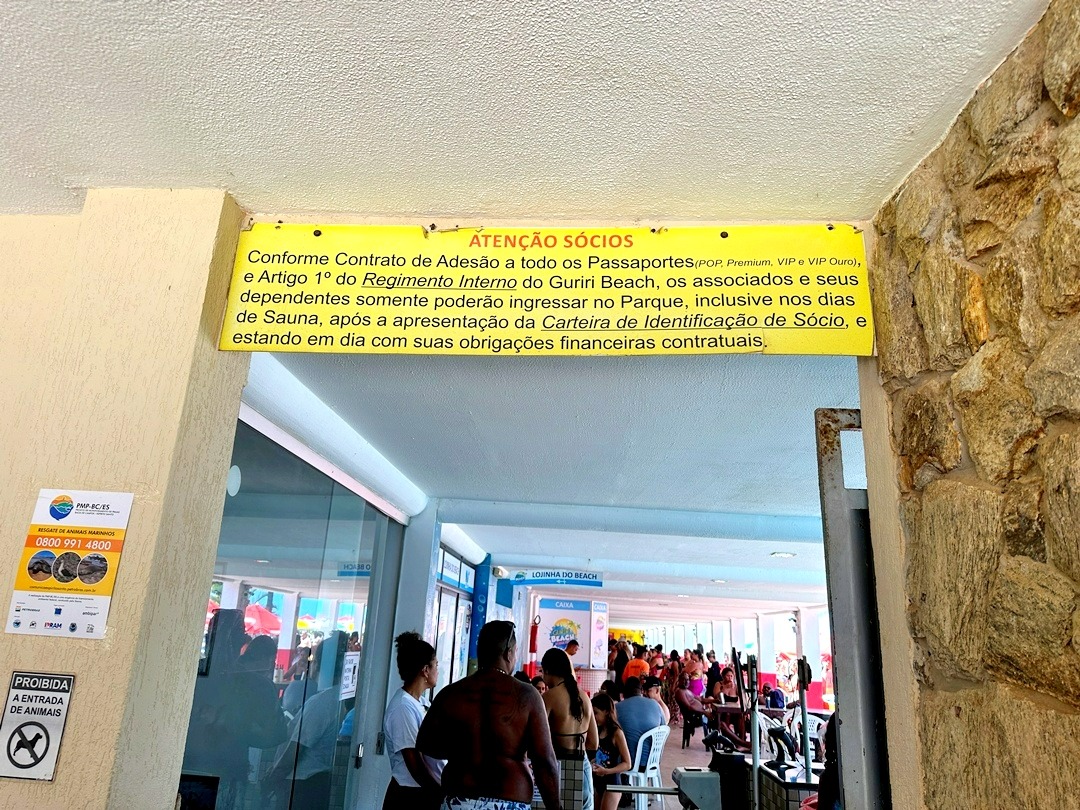 ATENÇÃO SÓCIOS
Conforme Contrato de Adesão a todo os Passaportes(POP, Premium, VIP e VIP Ouro),
e Artigo 1º do Regimento Interno do Guriri Beach, os associados e seus
dependentes somente poderão ingressar no Parque, inclusive nos dias
de Sauna, após a apresentação da Carteira de Identificação de Sócio, e
estando em dia com suas obrigações financeiras contratuais.
PMP-BC/ES
RESGATE DE ANIMAIS MARINHOS
0800 991 4800
PROIBIDA
A ENTRADA
DE ANIMAIS
LOJINHA DO BEACH
CAIXA
BEACH